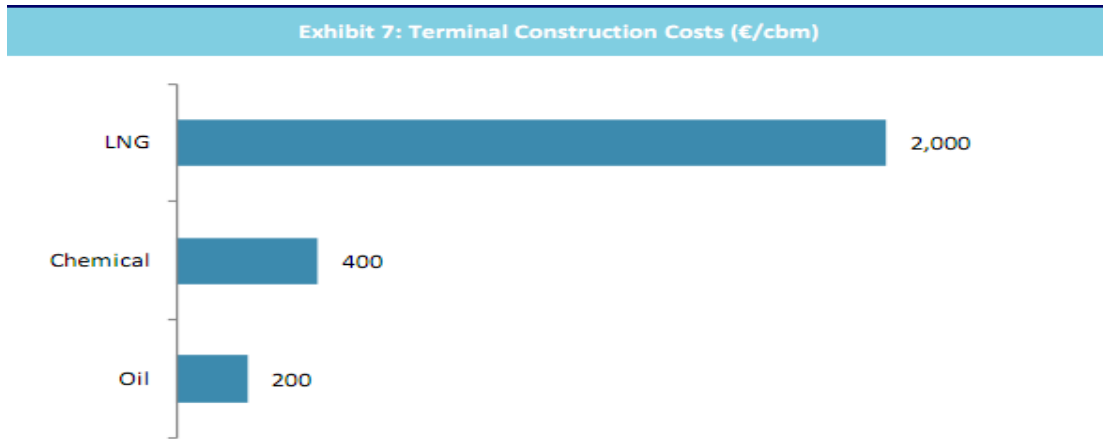 Exhibit 7: Terminal Construction Costs (€/cbm)
LNG 2,000
Chemical 400
Oil 200